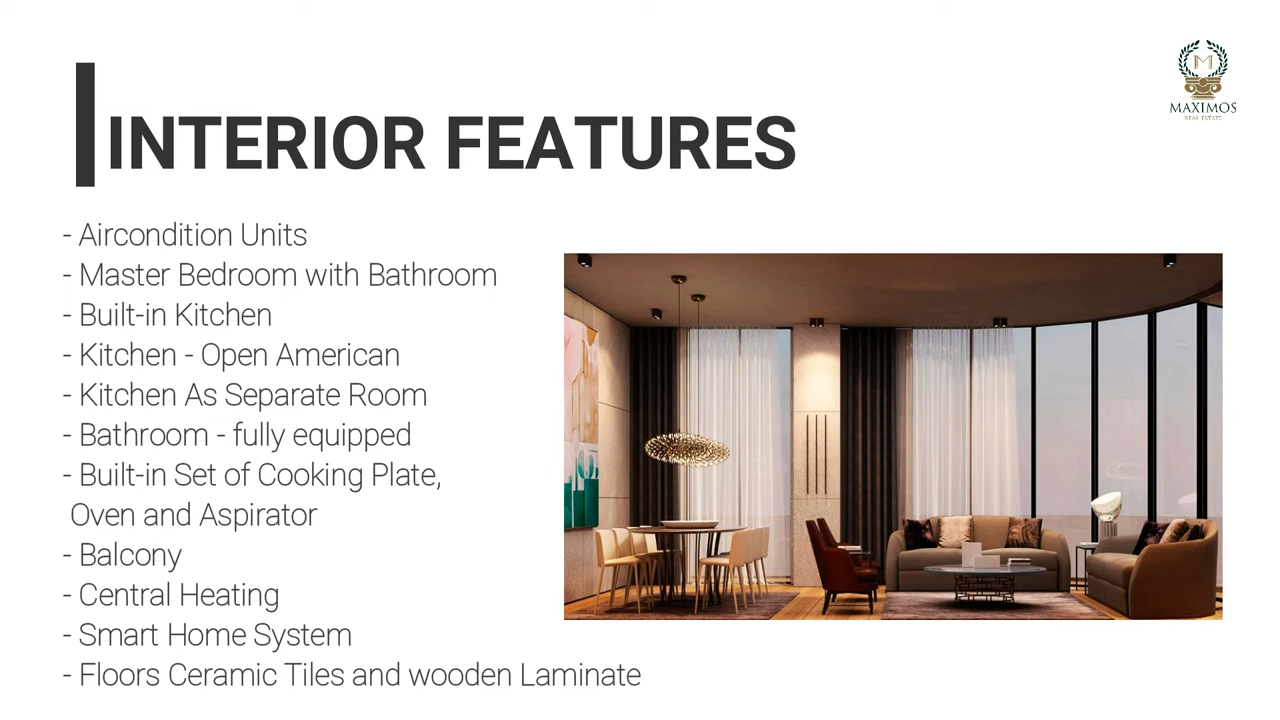 M
MAXIMOS
REAL ESTATE
INTERIOR FEATURES
- Aircondition Units
- Master Bedroom with Bathroom
- Built-in Kitchen
- Kitchen - Open American
- Kitchen As Separate Room
- Bathroom - fully equipped
- Built-in Set of Cooking Plate,
Oven and Aspirator
- Balcony
- Central Heating
- Smart Home System
- Floors Ceramic Tiles and wooden Laminate